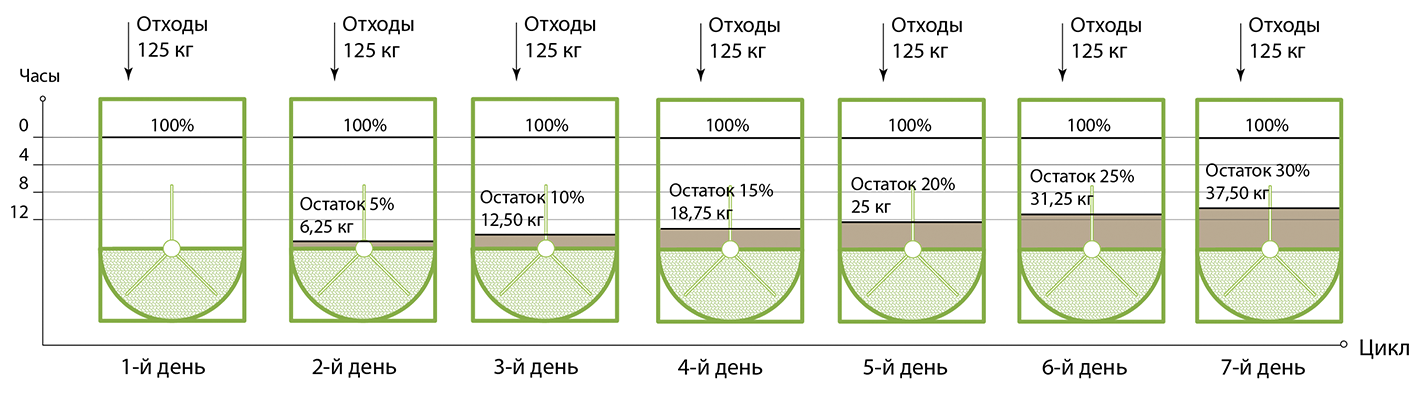 Отходы
125 кг
Отходы
125 кг
Отходы
125 кг
Отходы
125 кг
Отходы
125 кг
Отходы
125 кг
Отходы
125 кг
Часы
0
4
8
12
100%
100%
100%
100%
100%
100%
100%
Остаток 5%
6,25 кг
Остаток 10%
12,50 кг
Остаток 15%
18,75 кг
Остаток 20%
25 кг
Остаток 25%
31,25 кг
Остаток 30%
37,50 кг
1-й день
2-й день
3-й день
4-й день
5-й день
6-й день
7-й день
Цикл